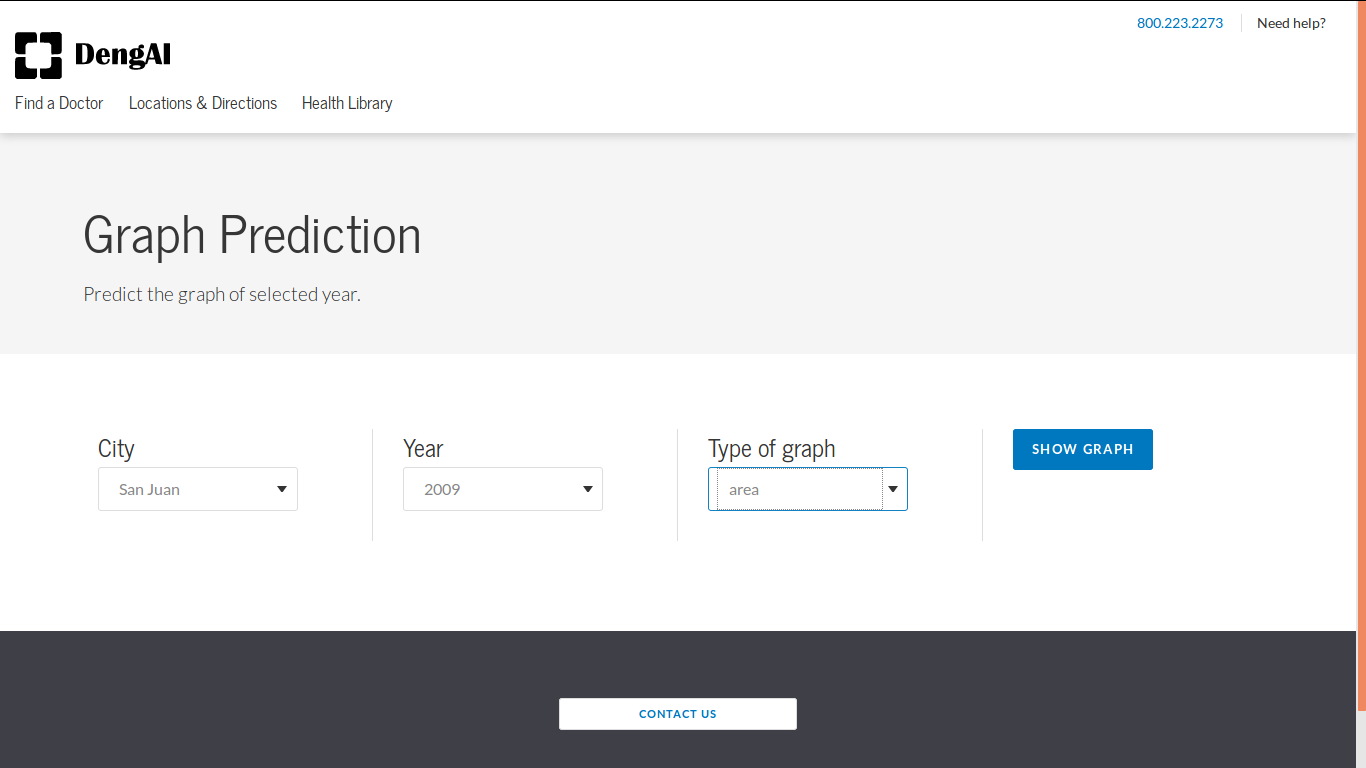 800.223.2273 Need help?
DengAI
Find a Doctor Locations & Directions Health Library
Graph Prediction
Predict the graph of selected year.
City Year Type of graph SHOW GRAPH
San Juan 2009 area
CONTACT US